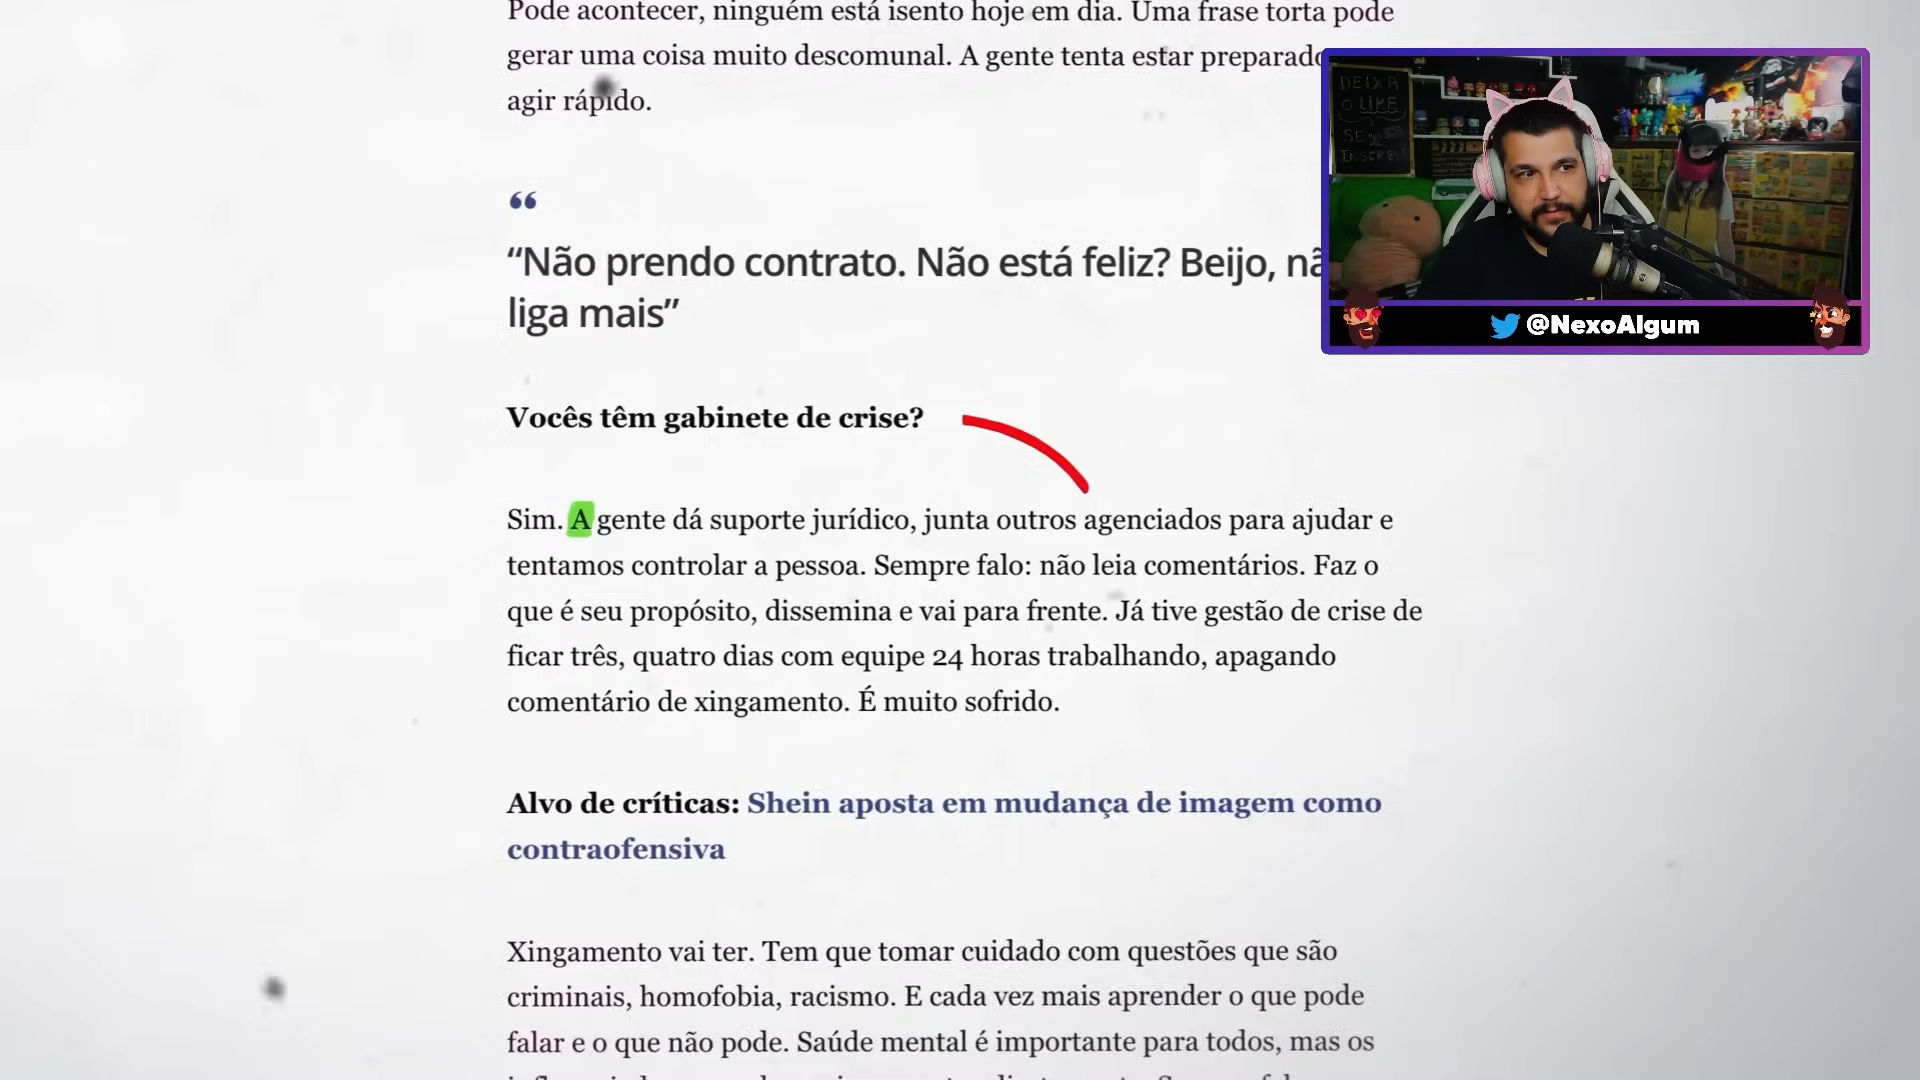 Pode acontecer, ninguém está isento hoje em dia. Uma frase torta pode
gerar uma coisa muito descomunal. A gente tenta estar preparado
agir rápido.
“
“Não prendo contrato. Não está feliz? Beijo,
liga mais”
Vocês têm gabinete de crise?
Sim. A gente dá suporte jurídico, junta outros agenciados para ajudar e
tentamos controlar a pessoa. Sempre falo: não leia comentários. Faz o
que é seu propósito, dissemina e vai para frente. Já tive gestão de crise de
ficar três, quatro dias com equipe 24 horas trabalhando, apagando
comentário de xingamento. É muito sofrido.
Alvo de críticas: Shein aposta em mudança de imagem como
contraofensiva
Xingamento vai ter. Tem que tomar cuidado com questões que são
criminais, homofobia, racismo. E cada vez mais aprender o que pode
falar e o que não pode. Saúde mental é importante para todos, mas os
DEIXA
O LIKE
SE
INSCREV
@NexoAlgum